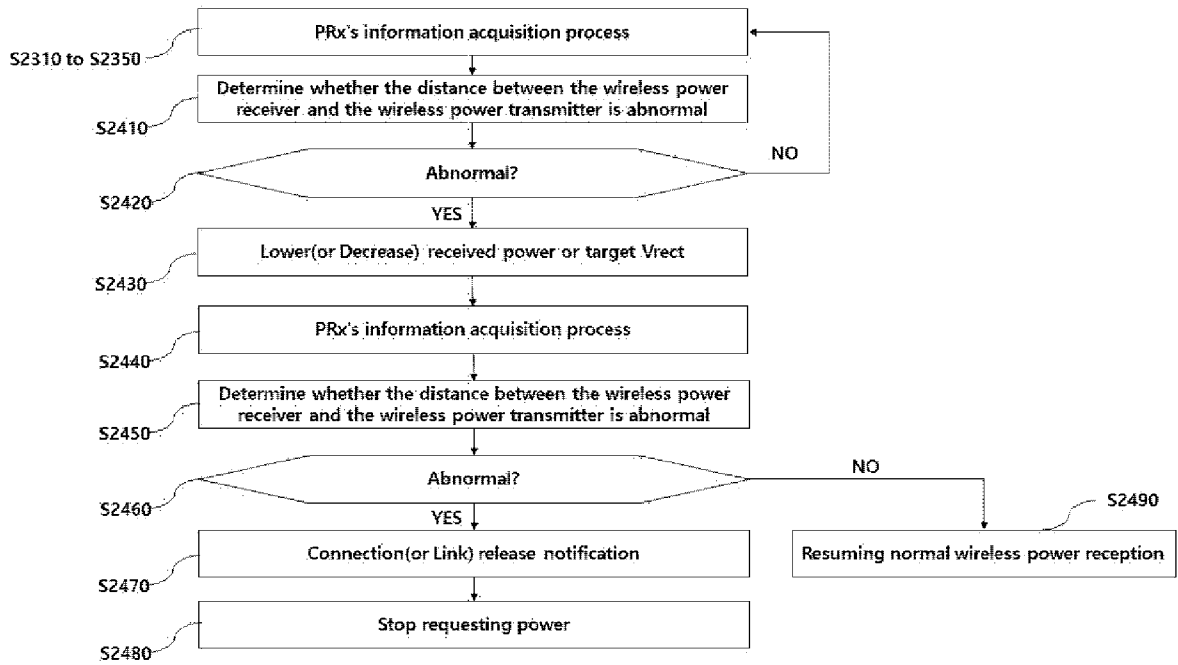 PRx's information acquisition process
S2310 to S2350
Determine whether the distance between the wireless power
receiver and the wireless power transmitter is abnormal
S2410
NO
Abnormal?
S2420
YES
Lower(or Decrease) received power or target Vrect
S2430
PRx's information acquisition process
S2440
Determine whether the distance between the wireless power
receiver and the wireless power transmitter is abnormal
S2450
Abnormal?
NO
S2460
YES
S2490
Connection(or Link) release notification
Resuming normal wireless power reception
S2470
Stop requesting power
S2480